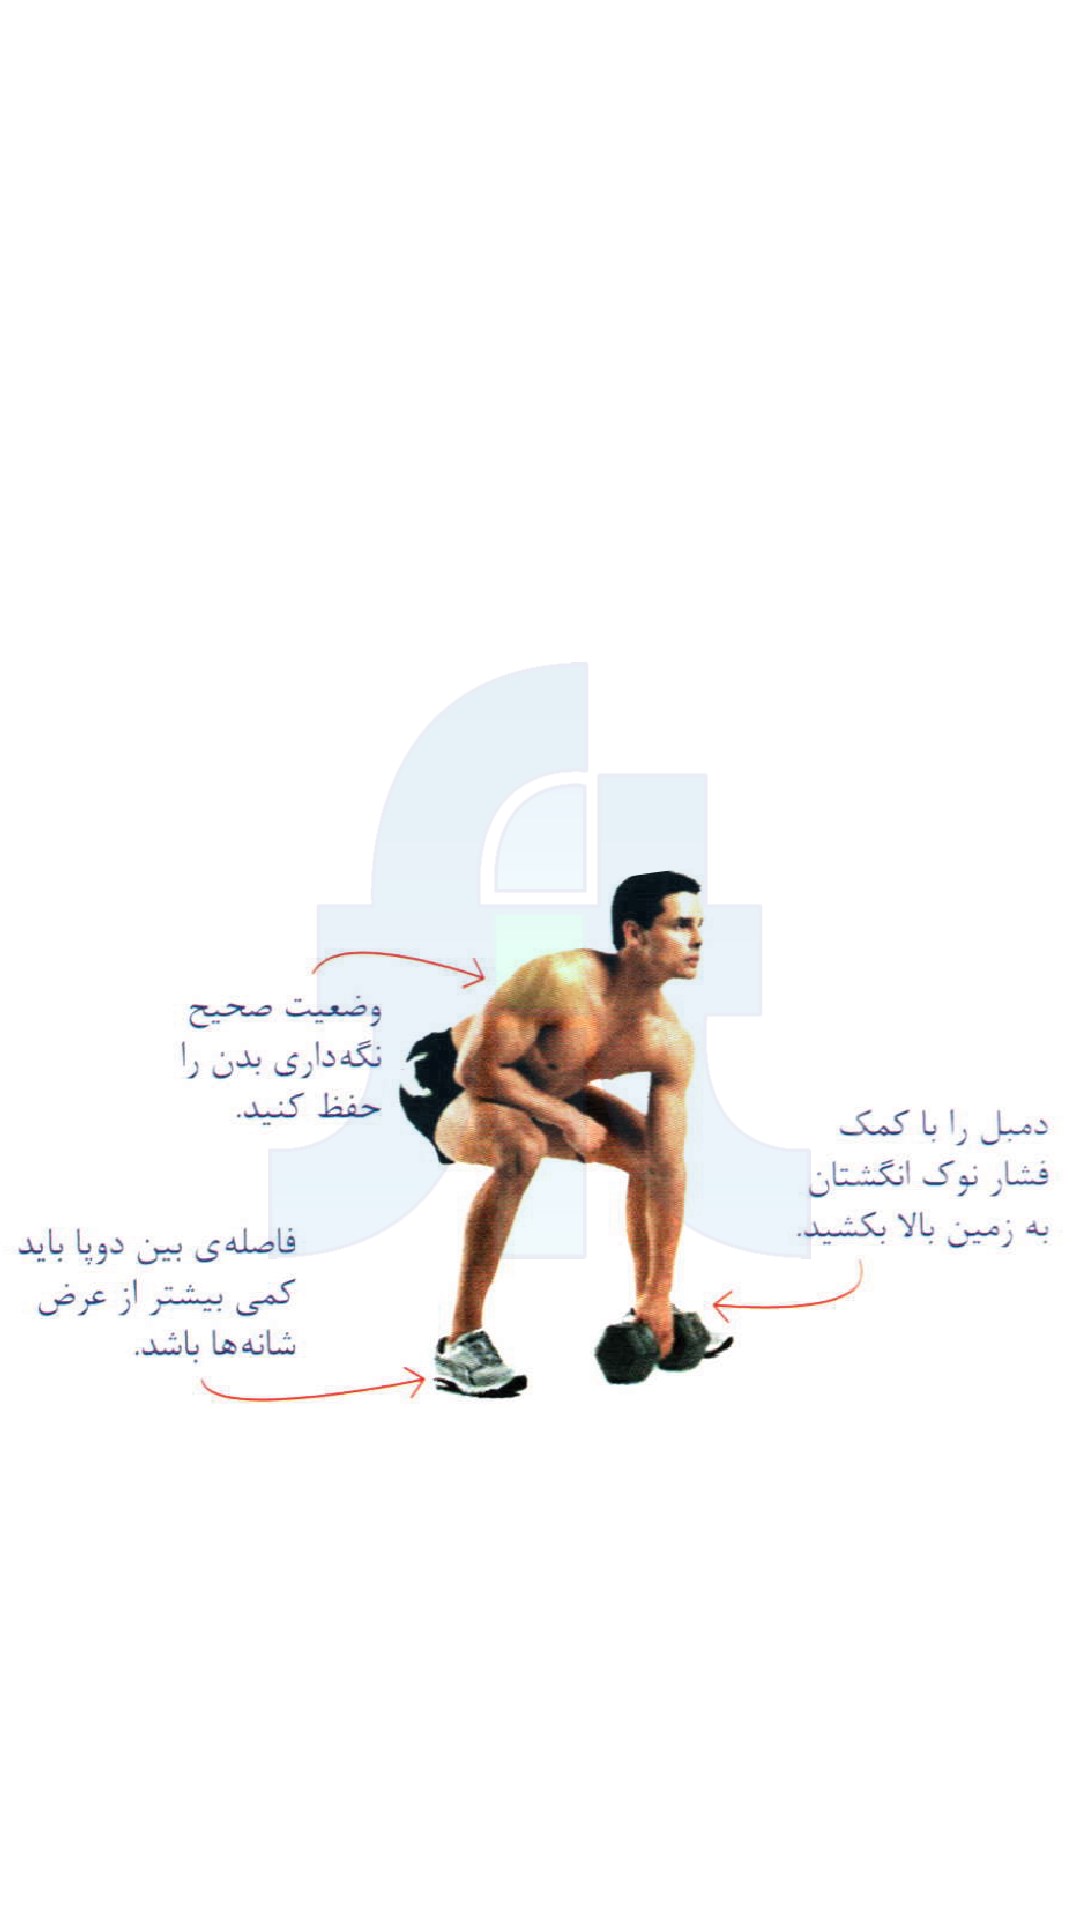 وضعیت صحیح
نگه‌داری بدن را
حفظ کنید.
دمبل را با کمک
فشار نوک انگشتان
به زمین بالا بکشید.
فاصله‌ی بین دوپا باید
کمی بیشتر از عرض
شانه‌ها باشد.
fit